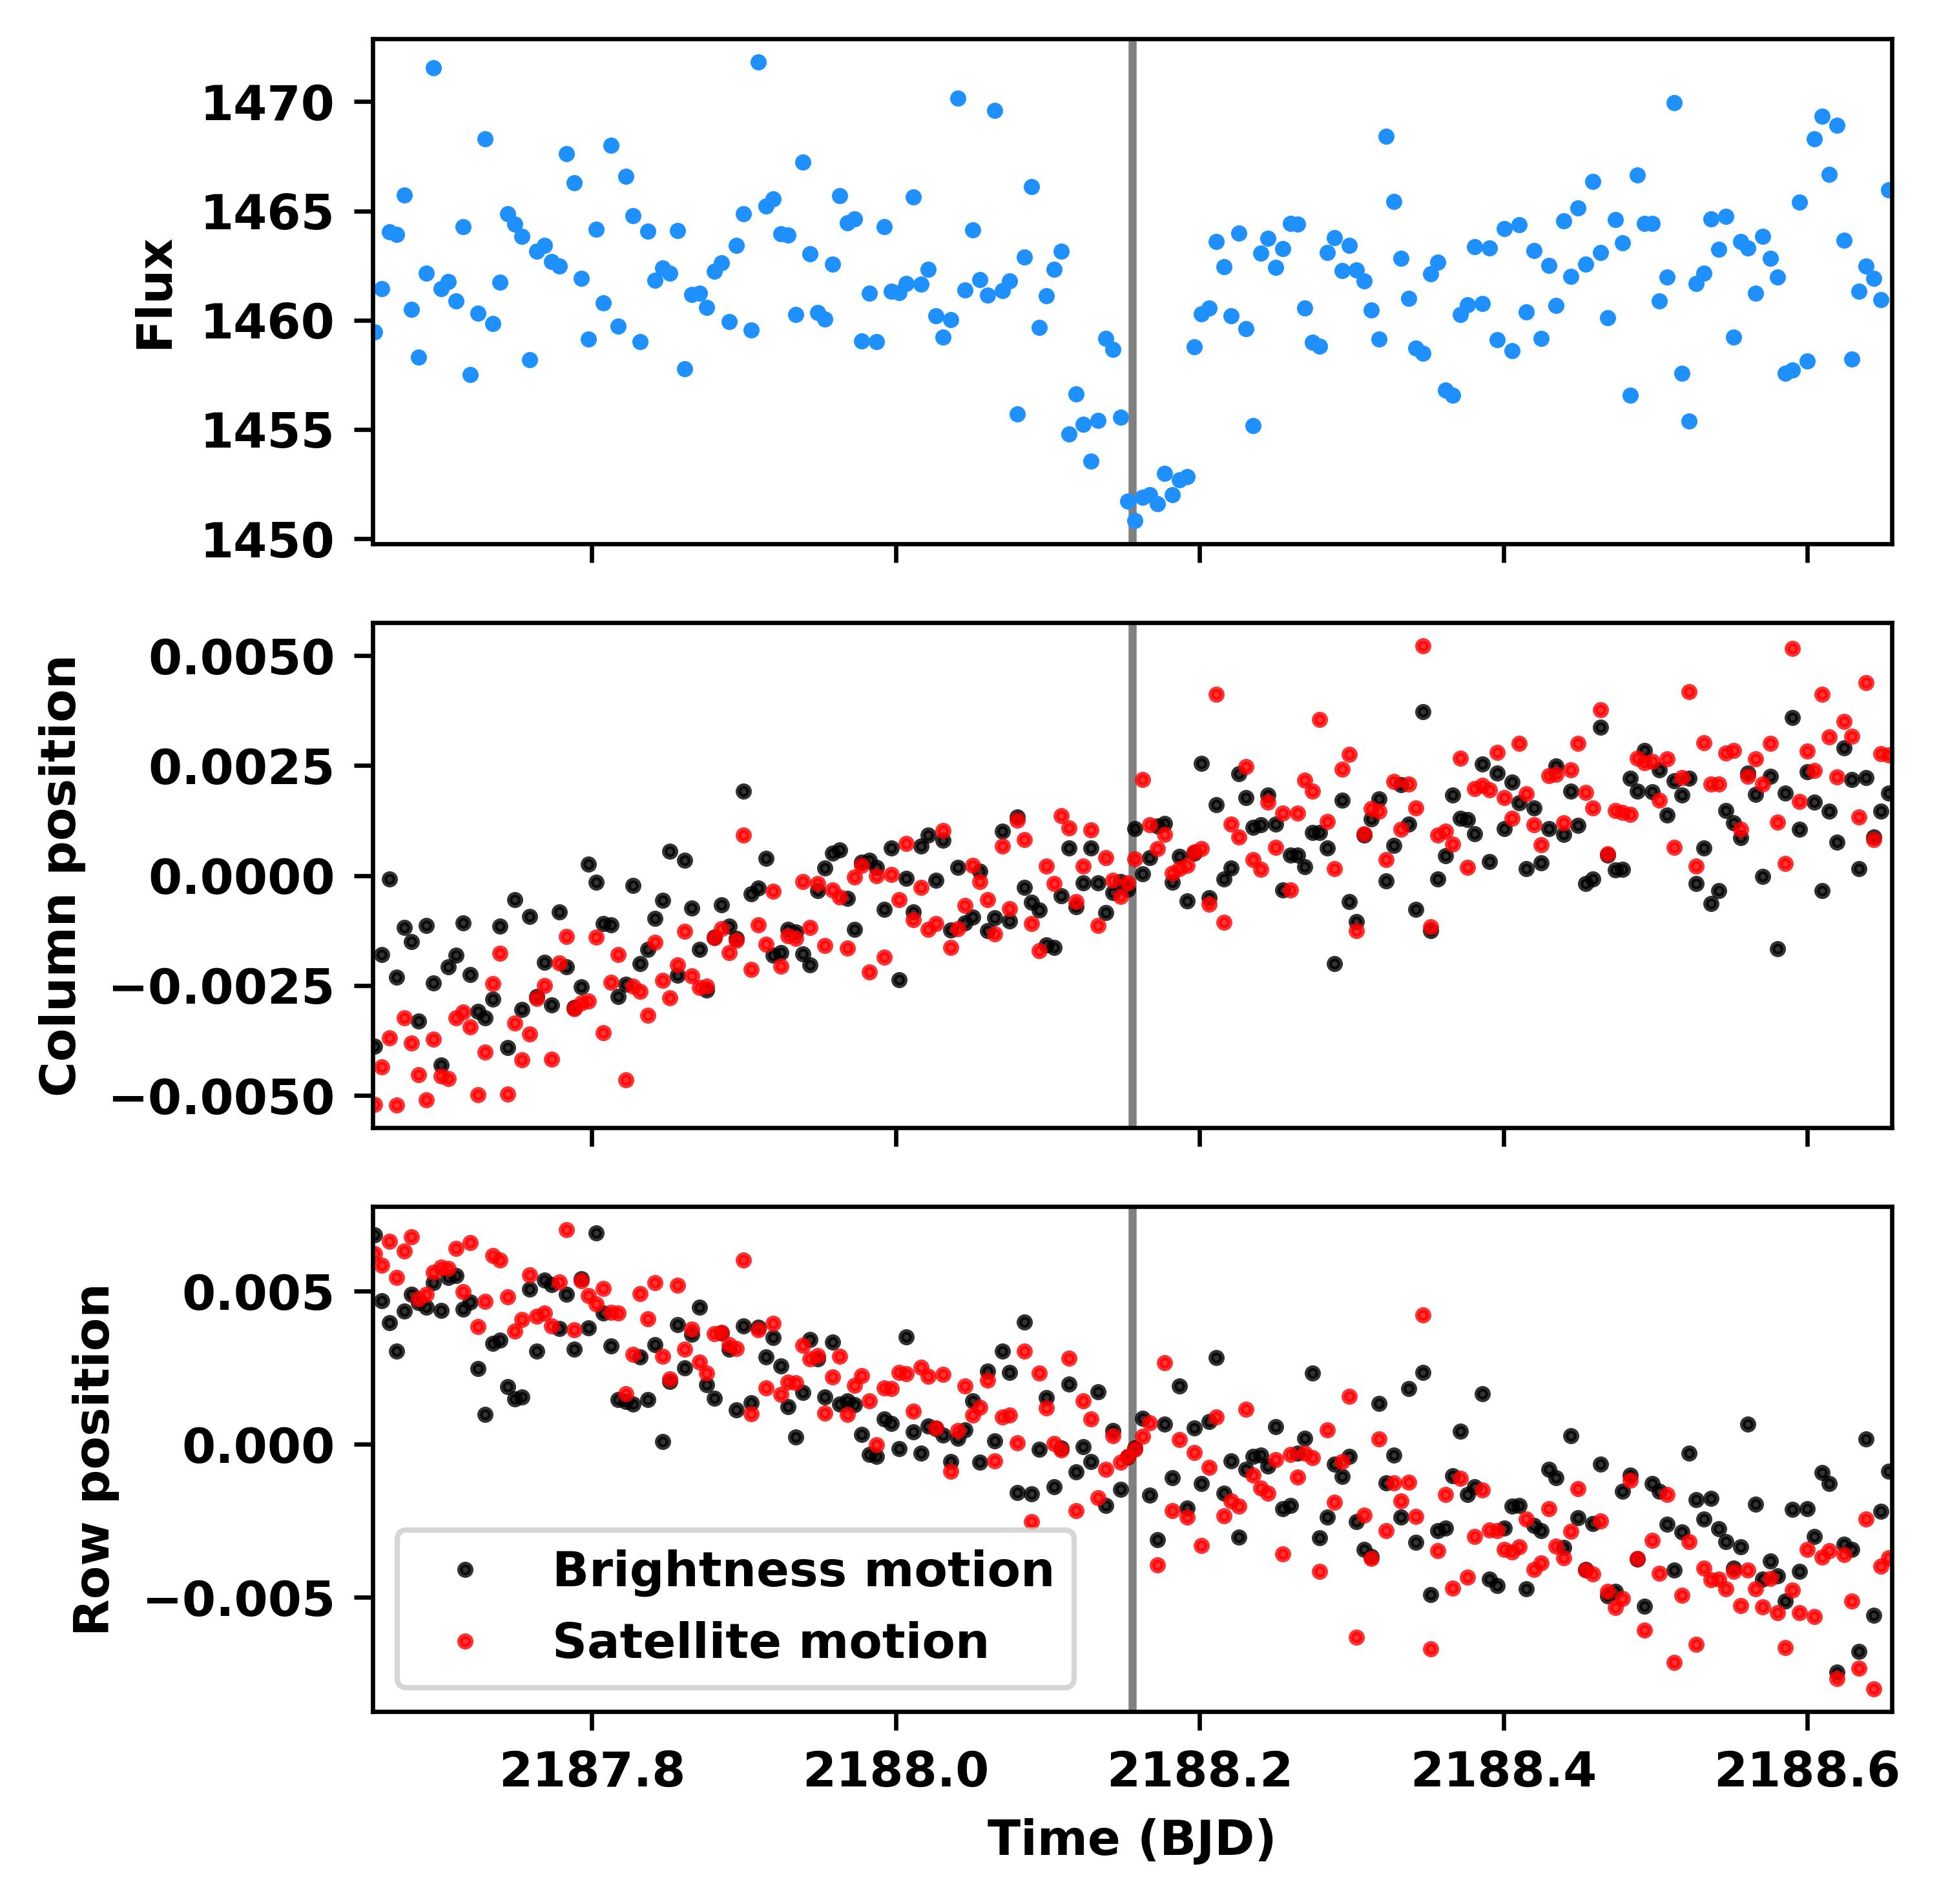 Flux
1470
1465
1460
1455
1450
Column position
0.0050
0.0025
0.0000
−0.0025
−0.0050
Row position
0.005
0.000
−0.005
Brightness motion
Satellite motion
2187.8 2188.0 2188.2 2188.4 2188.6
Time (BJD)